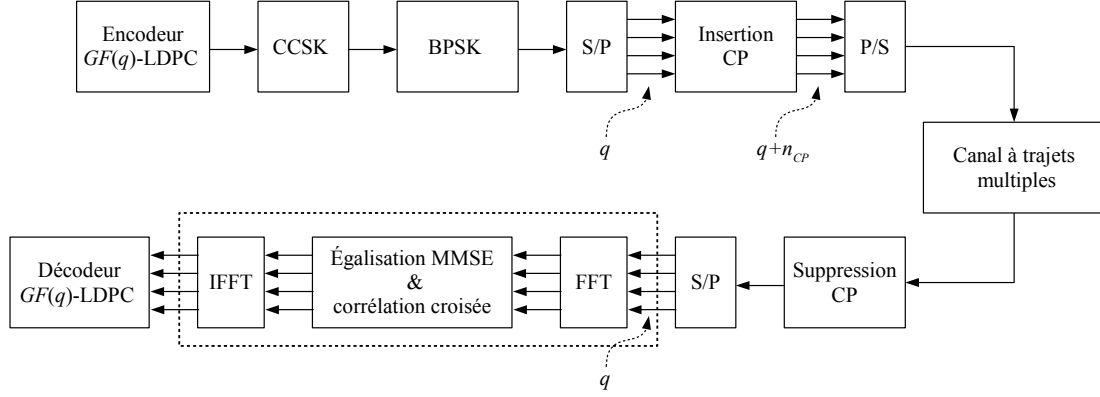 Encodeur
GF(q)-LDPC
CCSK
BPSK
S/P
Insertion
CP
P/S
q
q+n_CP
Canal à trajets
multiples
Décodeur
GF(q)-LDPC
IFFT
Égalisation MMSE
&
corrélation croisée
FFT
S/P
Suppression
CP
q